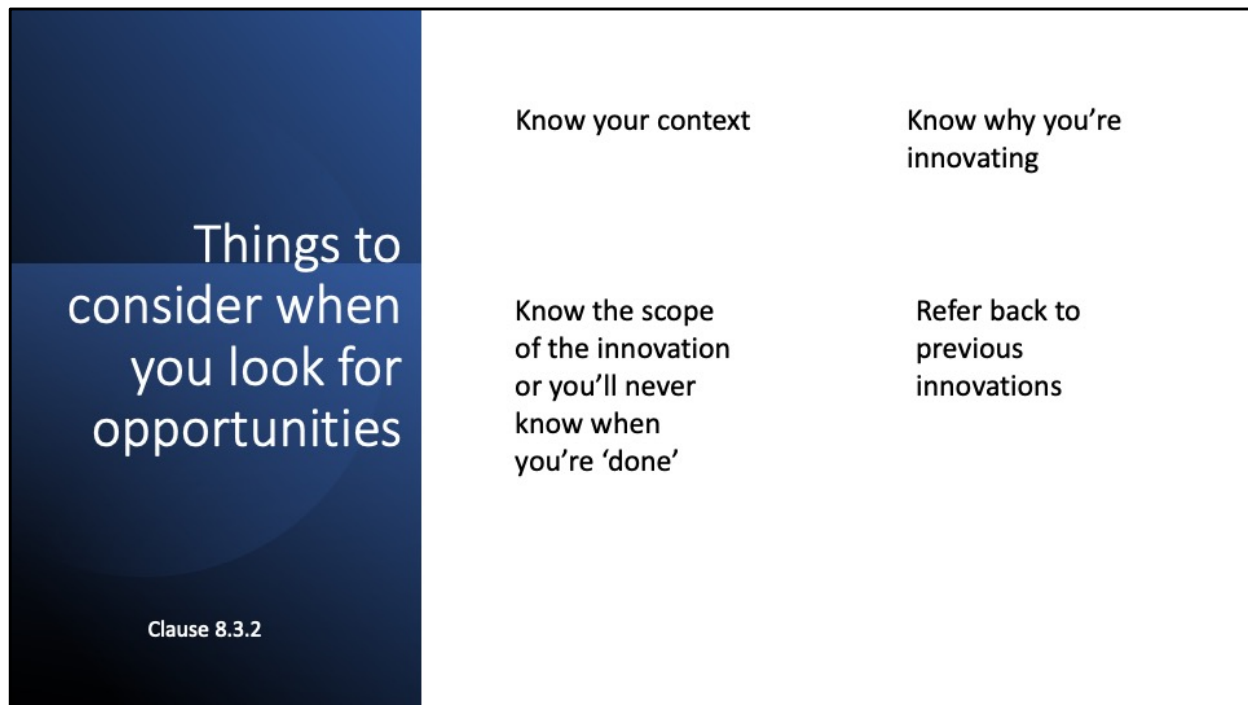 Things to
consider when
you look for
opportunities
Clause 8.3.2
Know your context
Know why you’re
innovating
Know the scope
of the innovation
or you’ll never
know when
you’re ‘done’
Refer back to
previous
innovations